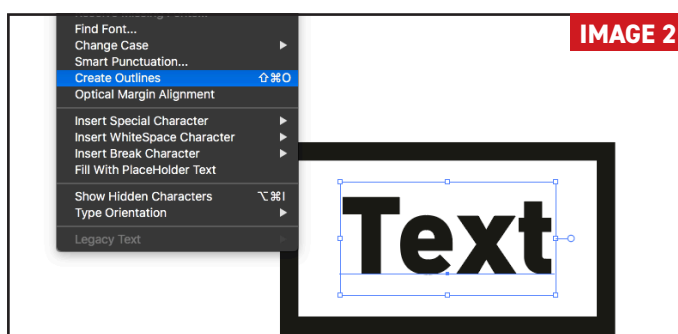 Find Font...
Change Case
Smart Punctuation...
Create Outlines ⇧⌘O
Optical Margin Alignment
Insert Special Character
Insert WhiteSpace Character
Insert Break Character
Fill With PlaceHolder Text
Show Hidden Characters ⌥⌘I
Type Orientation
Legacy Text
IMAGE 2
Text